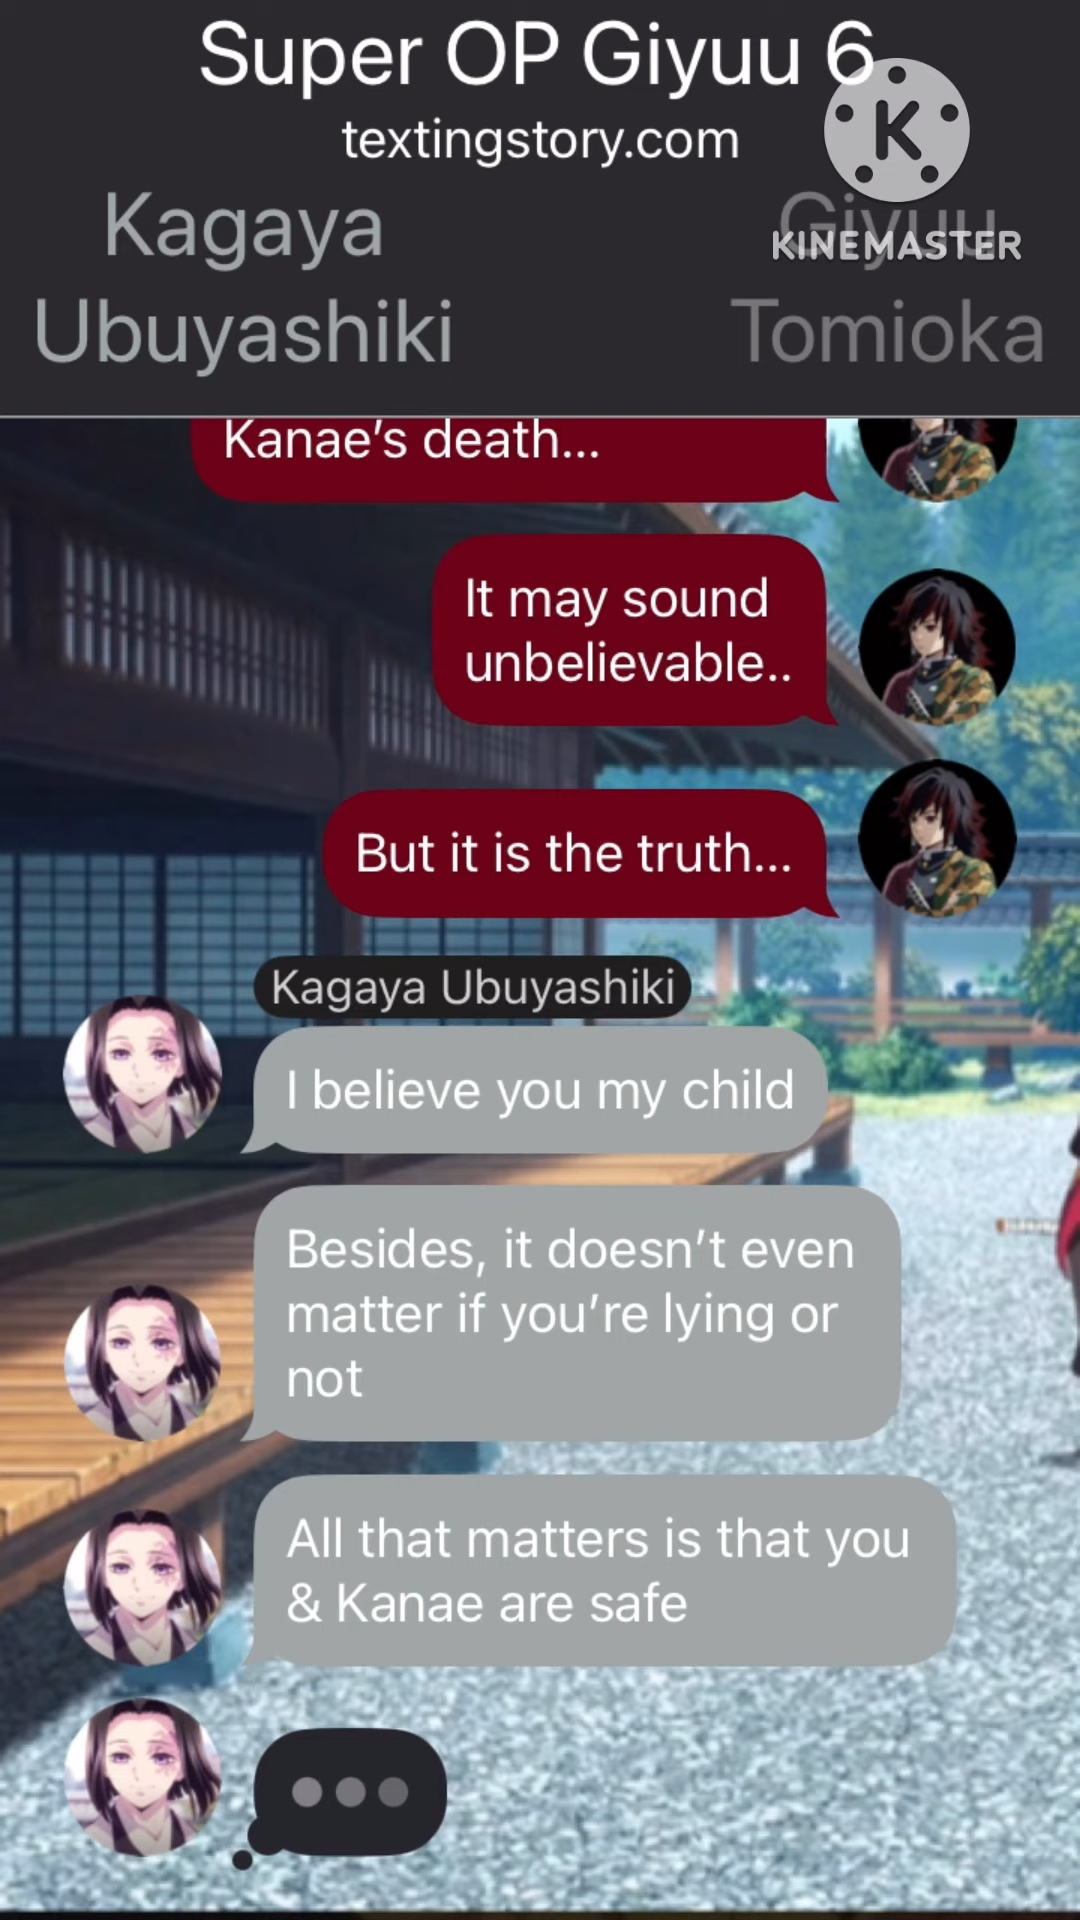 Super OP Giyuu 6
textingstory.com
K
KINEMASTER
Kagaya
Ubuyashiki
Giyuu
Tomioka
Kanae’s death...
It may sound
unbelievable..
But it is the truth...
Kagaya Ubuyashiki
I believe you my child
Besides, it doesn’t even
matter if you’re lying or
not
All that matters is that you
& Kanae are safe